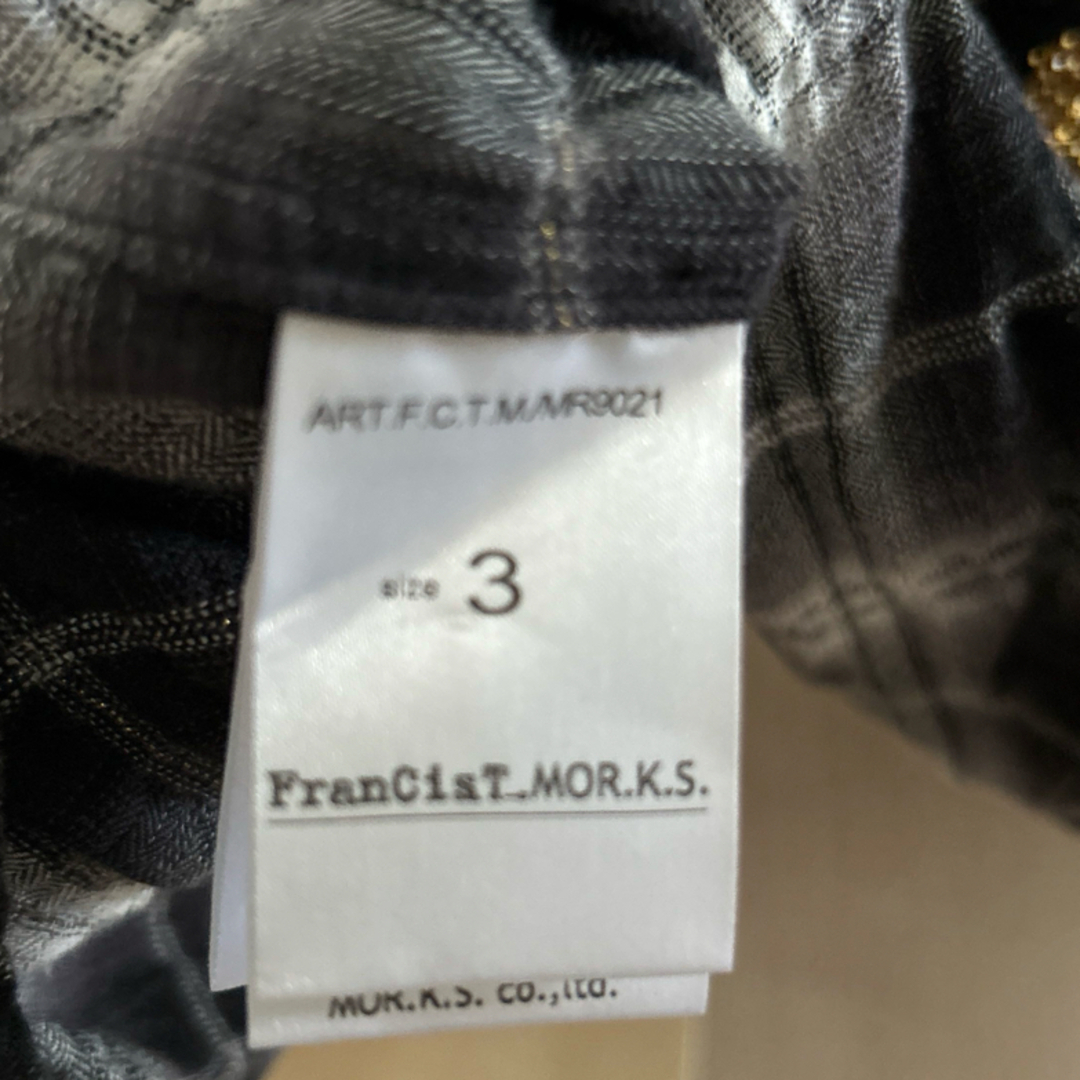 ART.F.C.T.M./MR9021
size 3
FranCisT_MOR.K.S.
MOR.K.S. co.,ltd.